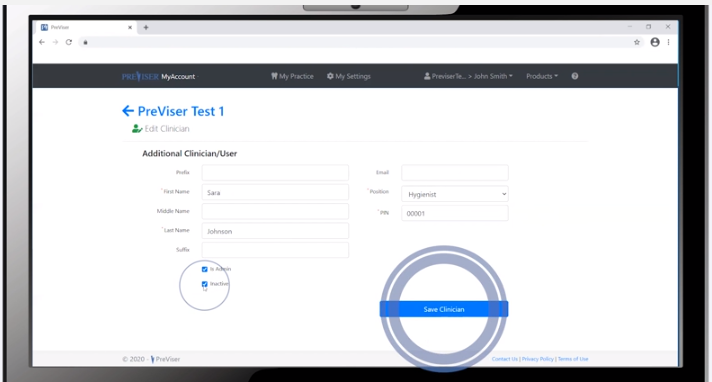 PreViser
PREVISER MyAccount My Practice My Settings PreviserTe... > John Smith Products
PreViser Test 1
Edit Clinician
Additional Clinician/User
Prefix Email
*First Name Sara *Position Hygienist
Middle Name *PIN 00001
*Last Name Johnson
Suffix
Is Admin
Inactive
Save Clinician
© 2020 - PreViser Contact Us | Privacy Policy | Terms of Use